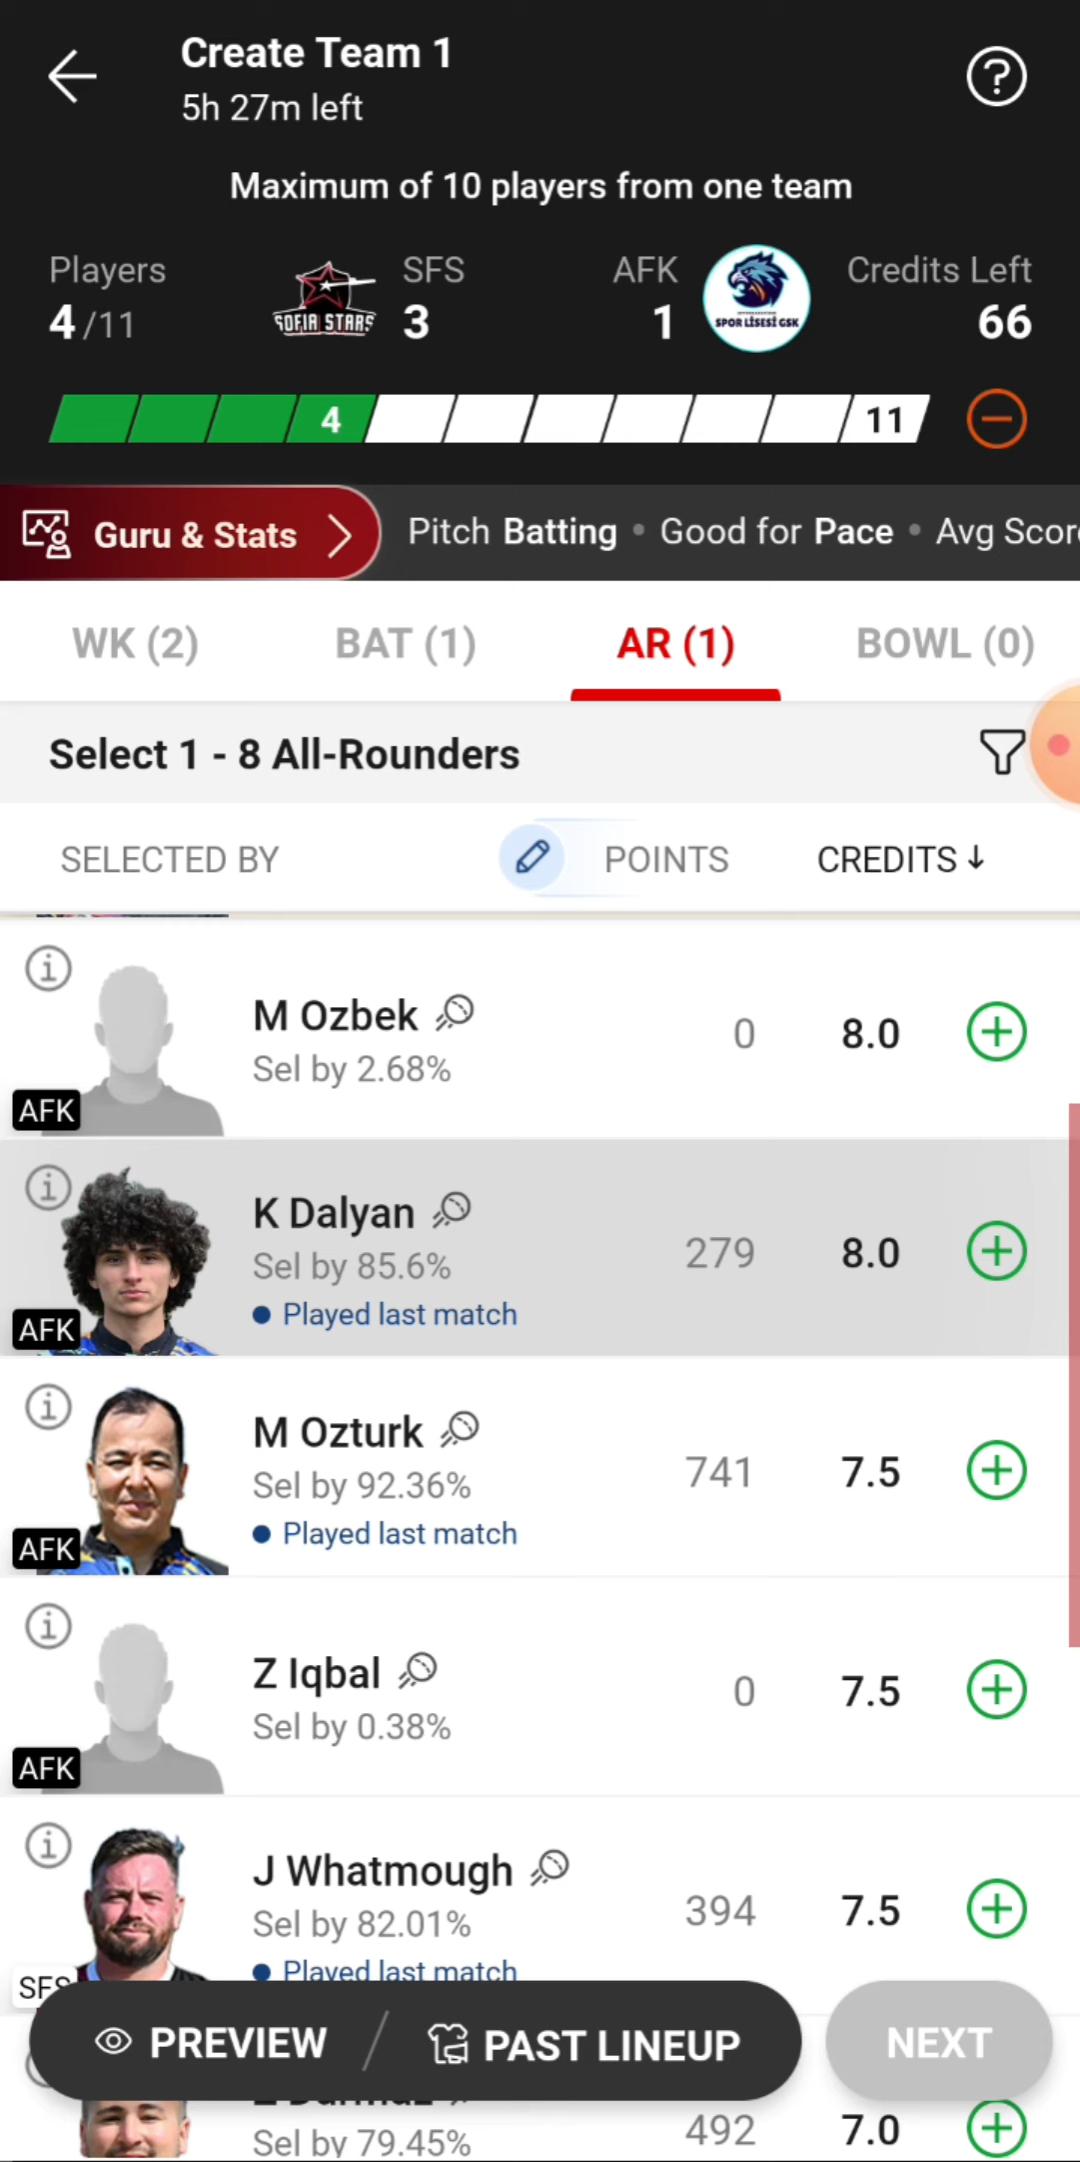 Create Team 1
5h 27m left
Maximum of 10 players from one team
Players
4/11
SOFIA STARS
SFS
3
AFK
1
SPOR LİSESİ GSK
Credits Left
66
4
11
Guru & Stats
Pitch Batting • Good for Pace • Avg Scor
WK (2)
BAT (1)
AR (1)
BOWL (0)
Select 1 - 8 All-Rounders
SELECTED BY
POINTS
CREDITS ↓
M Ozbek
Sel by 2.68%
AFK
0
8.0
K Dalyan
Sel by 85.6%
Played last match
AFK
279
8.0
M Ozturk
Sel by 92.36%
Played last match
AFK
741
7.5
Z Iqbal
Sel by 0.38%
AFK
0
7.5
J Whatmough
Sel by 82.01%
Played last match
SFS
394
7.5
PREVIEW / PAST LINEUP
NEXT
Sel by 79.45%
492
7.0